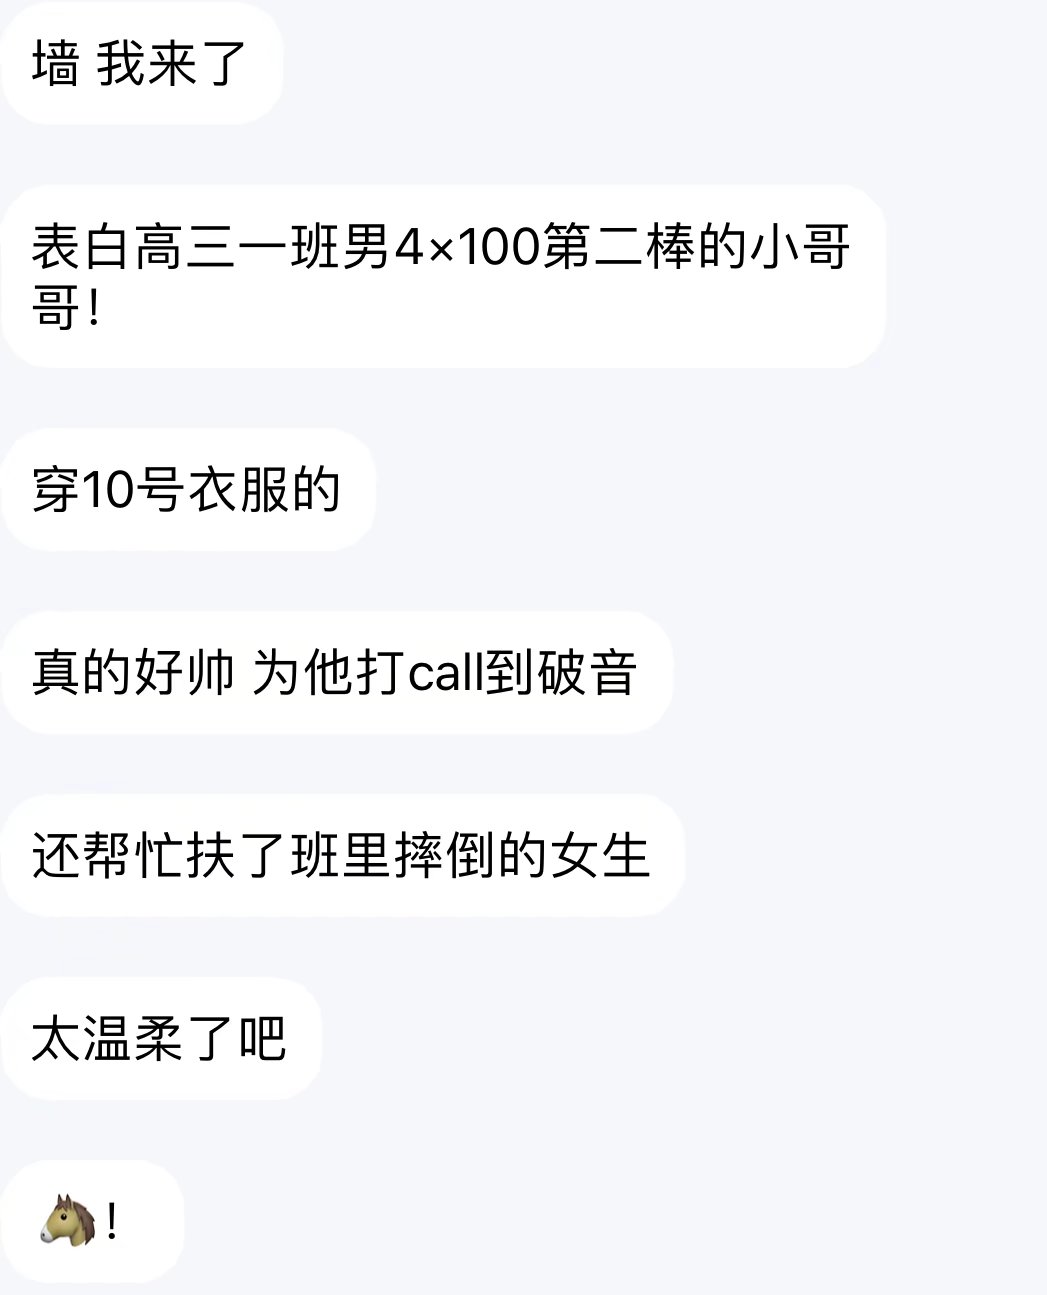 墙 我来了
表白高三一班男4×100第二棒的小哥
哥！
穿10号衣服的
真的好帅 为他打call到破音
还帮忙扶了班里摔倒的女生
太温柔了吧
🐴！